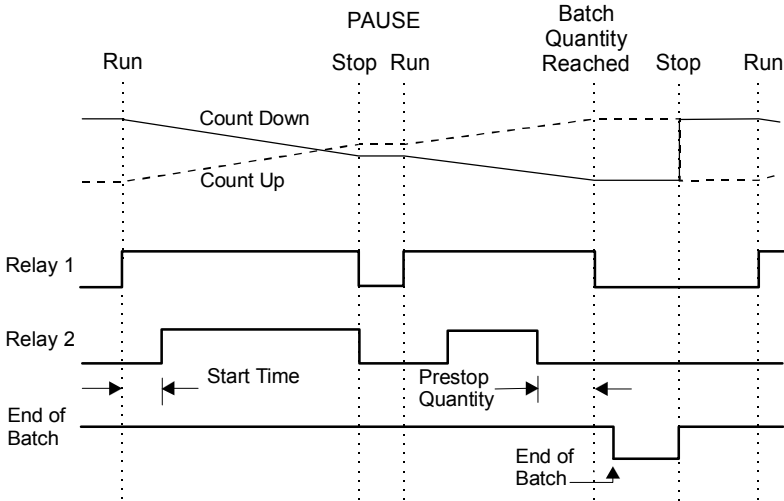 PAUSE
Batch
Quantity
Reached
Run
Stop
Run
Stop
Run
Count Down
Count Up
Relay 1
Relay 2
Start Time
Prestop
Quantity
End of
Batch
End of
Batch